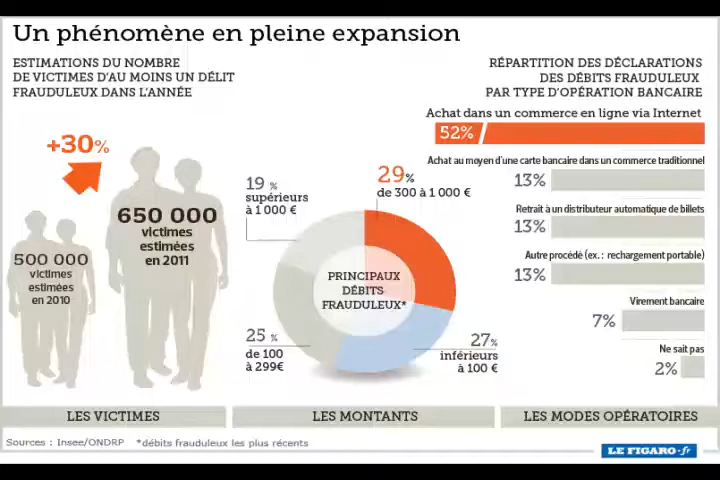 Un phénomène en pleine expansion
ESTIMATIONS DU NOMBRE
DE VICTIMES D'AU MOINS UN DÉLIT
FRAUDULEUX DANS L'ANNÉE
+30%
650 000
victimes
estimées
en 2011
500 000
victimes
estimées
en 2010
LES VICTIMES
29%
de 300 à 1 000 €
19 %
supérieurs
à 1 000 €
PRINCIPAUX
DÉBITS
FRAUDULEUX*
25 %
de 100
à 299€
27%
inférieurs
à 100 €
LES MONTANTS
RÉPARTITION DES DÉCLARATIONS
DES DÉBITS FRAUDULEUX
PAR TYPE D'OPÉRATION BANCAIRE
Achat dans un commerce en ligne via Internet
52%
Achat au moyen d'une carte bancaire dans un commerce traditionnel
13%
Retrait à un distributeur automatique de billets
13%
Autre procédé (ex. : rechargement portable)
13%
Virement bancaire
7%
Ne sait pas
2%
LES MODES OPÉRATOIRES
Sources : Insee/ONDRP *débits frauduleux les plus récents
LE FIGARO·fr